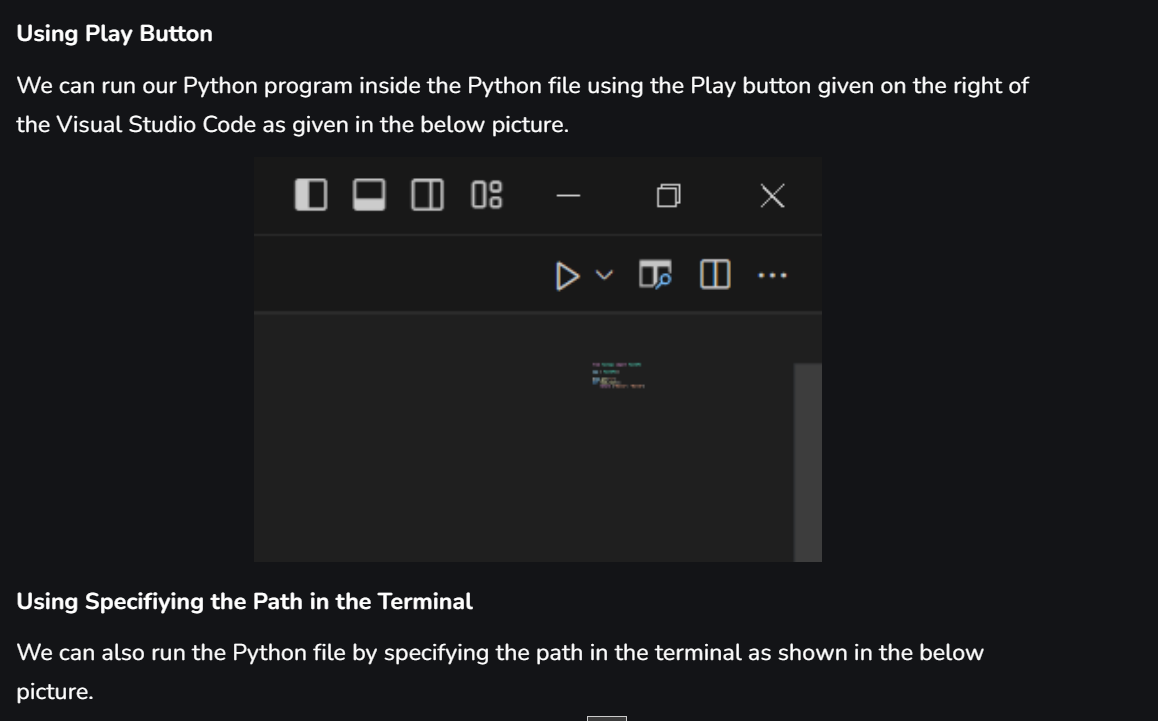 Using Play Button
We can run our Python program inside the Python file using the Play button given on the right of
the Visual Studio Code as given in the below picture.
Using Specifiying the Path in the Terminal
We can also run the Python file by specifying the path in the terminal as shown in the below
picture.